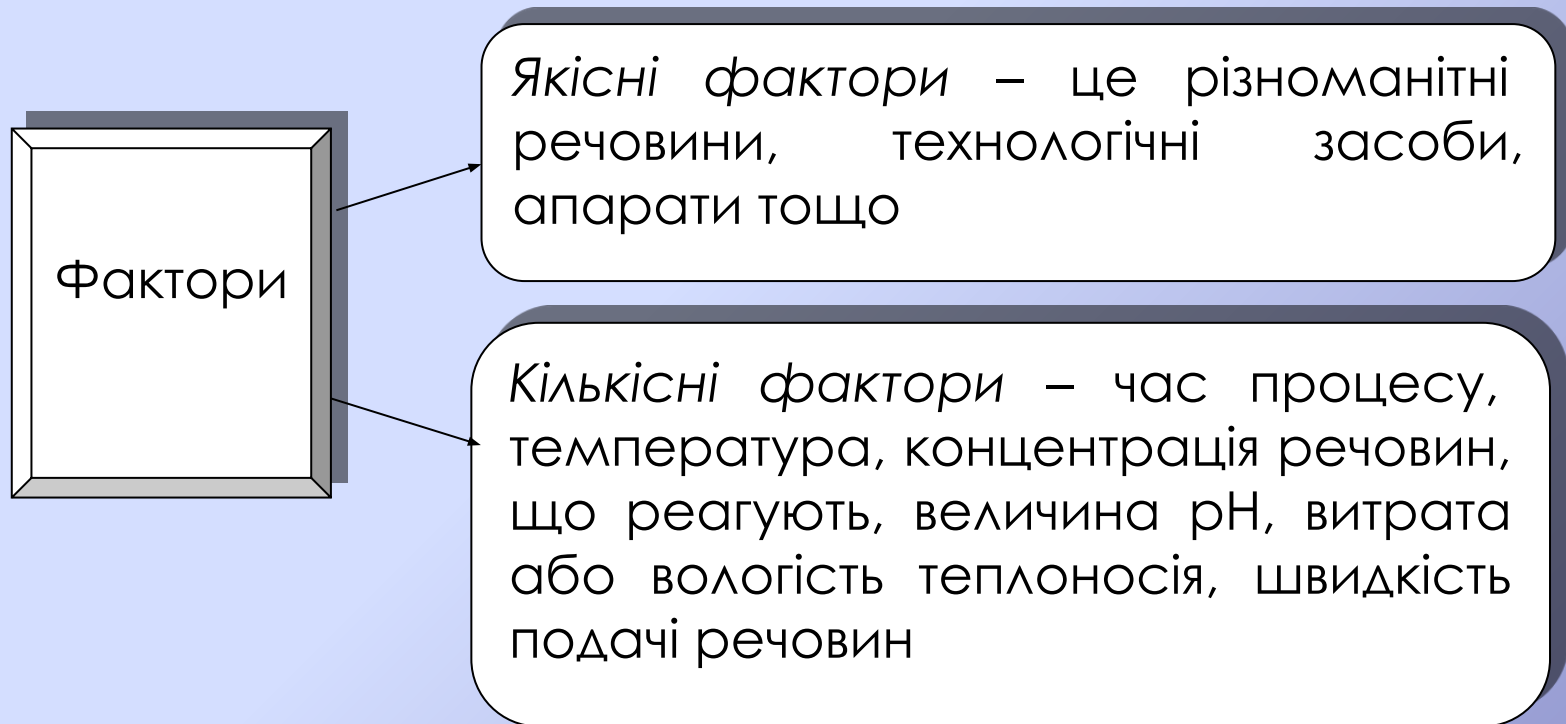 Фактори
Якісні фактори – це різноманітні
речовини, технологічні засоби,
апарати тощо
Кількісні фактори – час процесу,
температура, концентрація речовин,
що реагують, величина рН, витрата
або вологість теплоносія, швидкість
подачі речовин